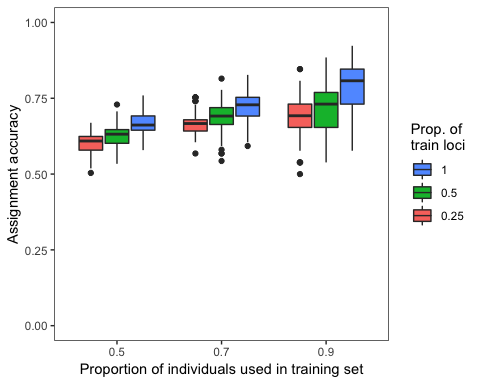 1.00
0.75
0.50
0.25
0.00
Assignment accuracy
0.5
0.7
0.9
Proportion of individuals used in training set
Prop. of
train loci
1
0.5
0.25